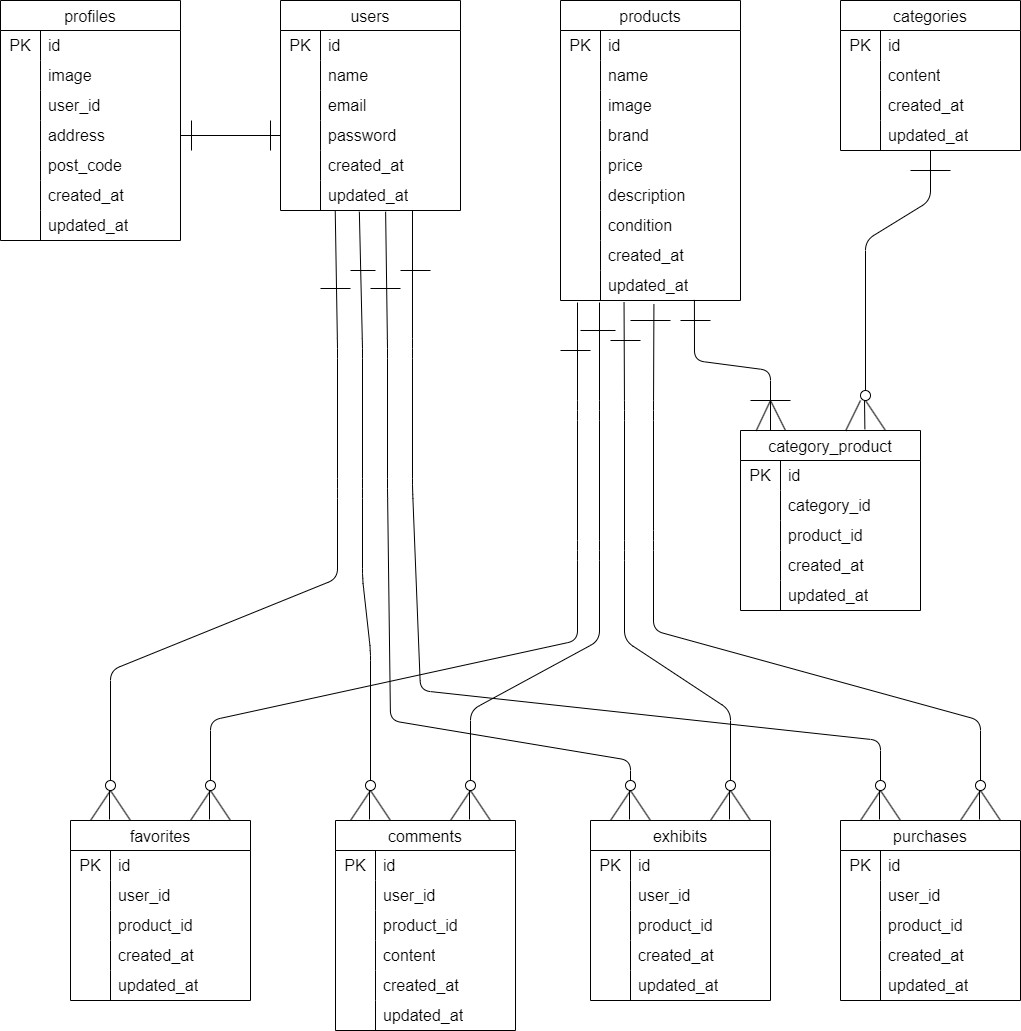 profiles
PK id
image
user_id
address
post_code
created_at
updated_at
users
PK id
name
email
password
created_at
updated_at
products
PK id
name
image
brand
price
description
condition
created_at
updated_at
categories
PK id
content
created_at
updated_at
category_product
PK id
category_id
product_id
created_at
updated_at
favorites
PK id
user_id
product_id
created_at
updated_at
comments
PK id
user_id
product_id
content
created_at
updated_at
exhibits
PK id
user_id
product_id
created_at
updated_at
purchases
PK id
user_id
product_id
created_at
updated_at